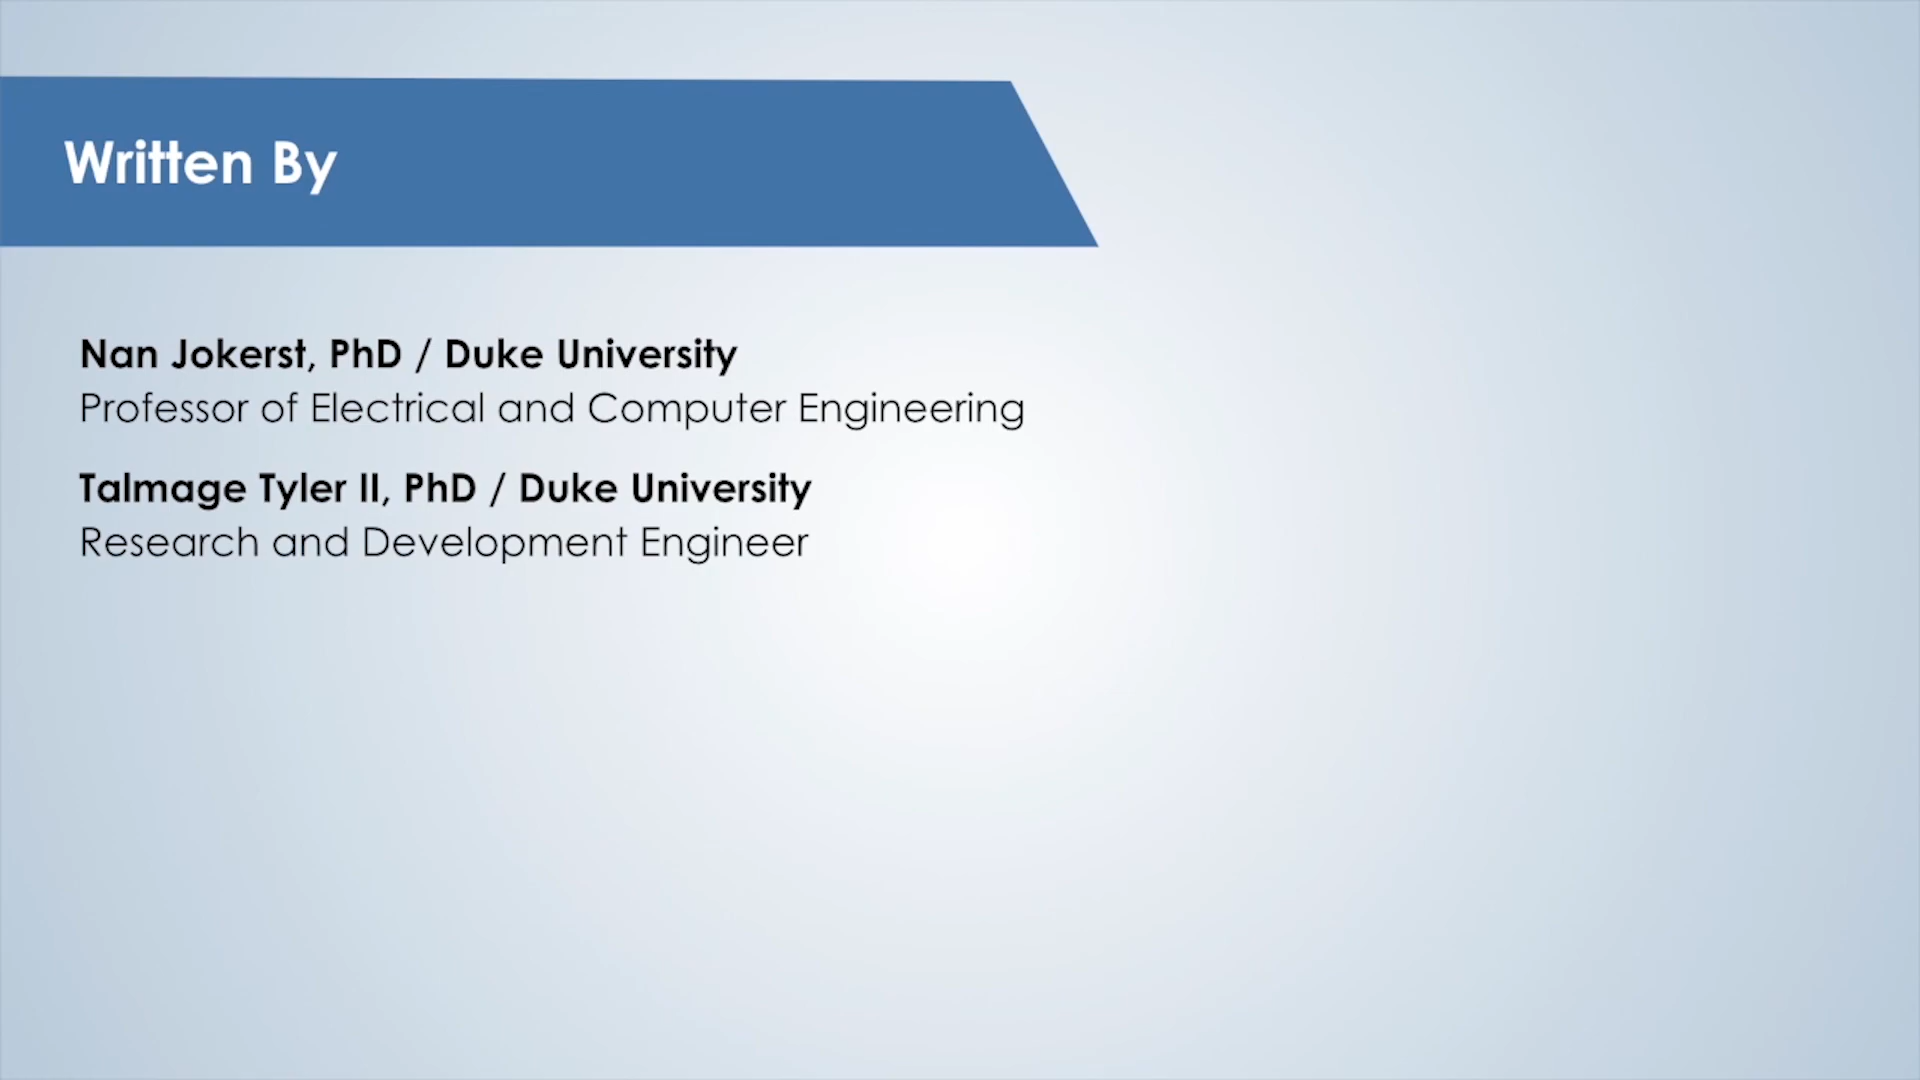 Written By
Nan Jokerst, PhD / Duke University
Professor of Electrical and Computer Engineering
Talmage Tyler II, PhD / Duke University
Research and Development Engineer